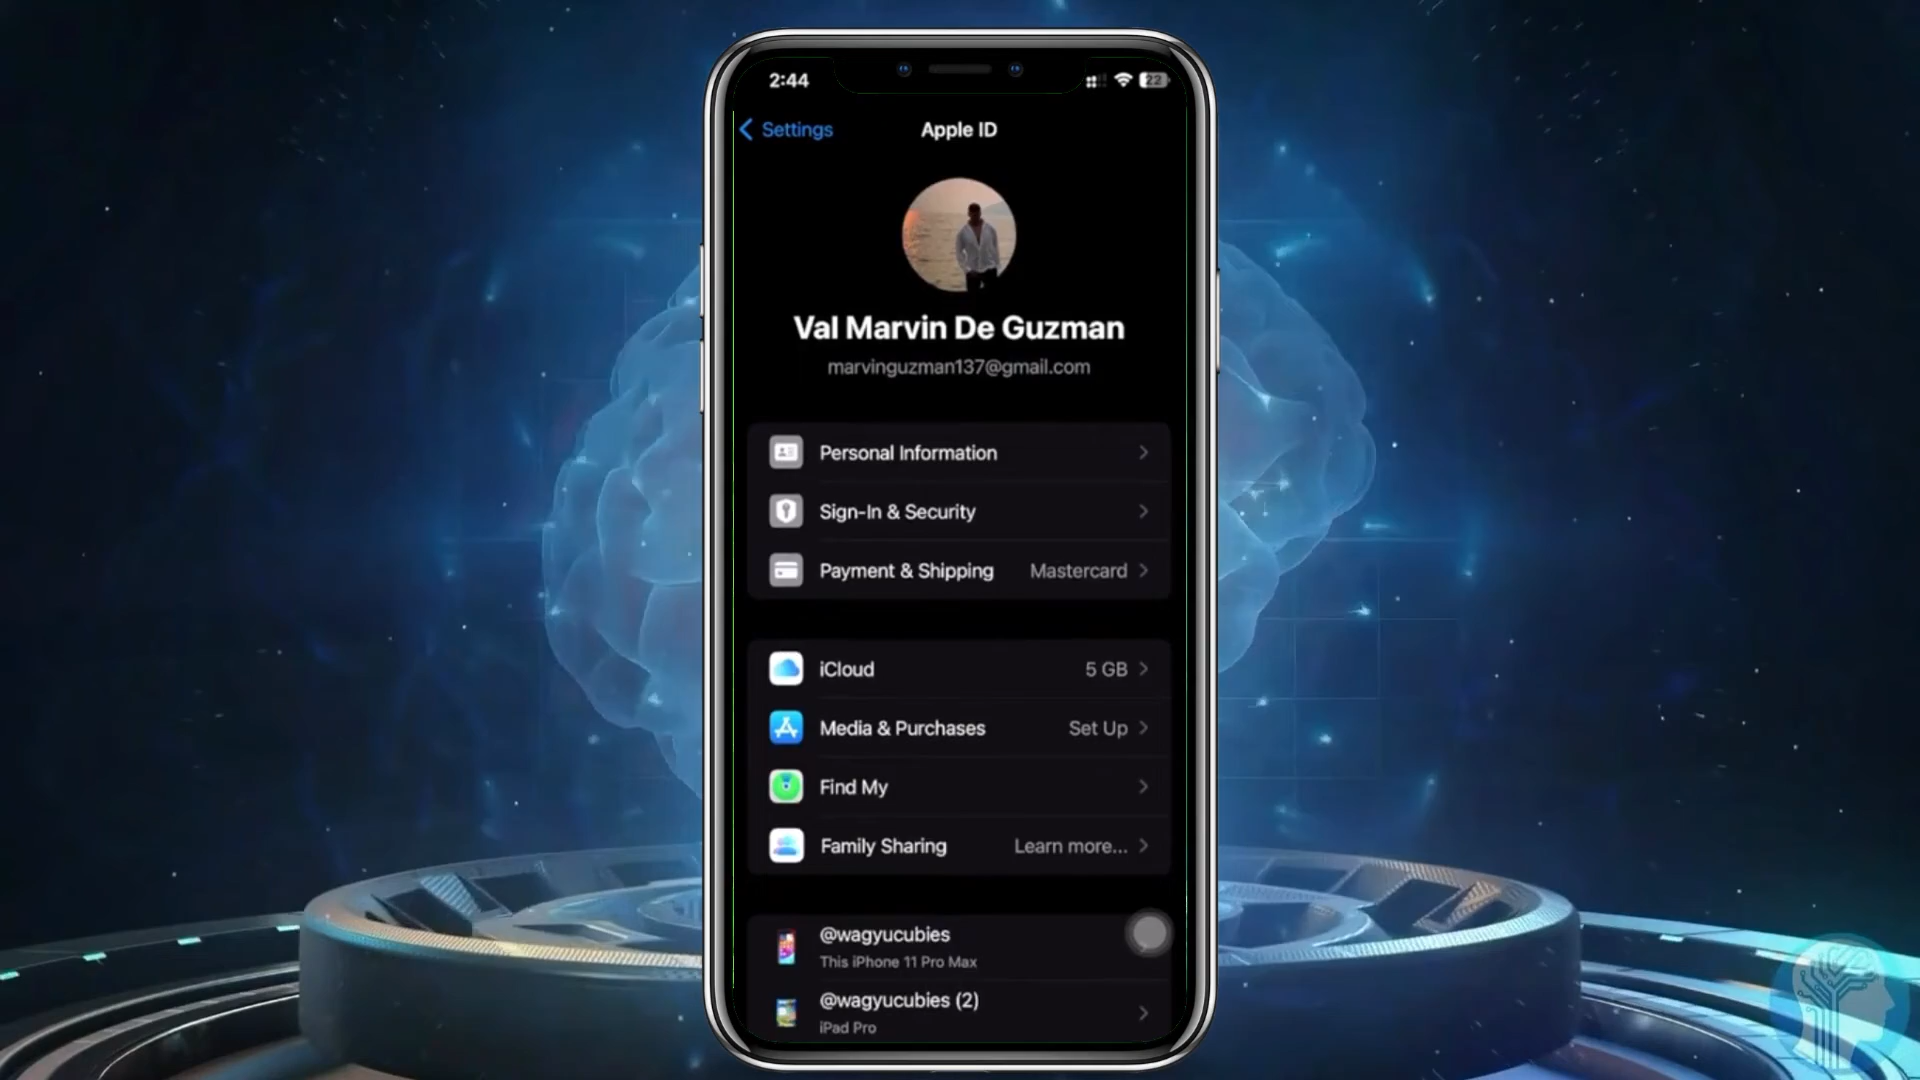 2:44
22
Settings
Apple ID
Val Marvin De Guzman
marvinguzman137@gmail.com
Personal Information
Sign-In & Security
Payment & Shipping Mastercard
iCloud 5 GB
Media & Purchases Set Up
Find My
Family Sharing Learn more...
@wagyucubies
This iPhone 11 Pro Max
@wagyucubies (2)
iPad Pro